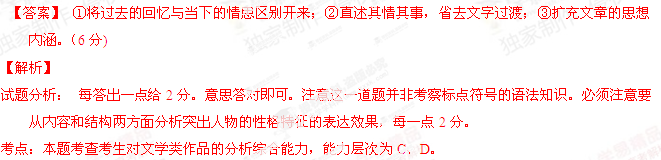 【答案】 ①将过去的回忆与当下的情思区别开来；②直述其情其事，省去文字过渡；③扩充文章的思想
内涵。（6 分）
【解析】
试题分析： 每答出一点给 2 分。意思答对即可。注意这一道题并非考察标点符号的语法知识。必须注意要
从内容和结构两方面分析突出人物的性格特征的表达效果，每一点 2 分。
考点：本题考查考生对文学类作品的分析综合能力，能力层次为 C、D。